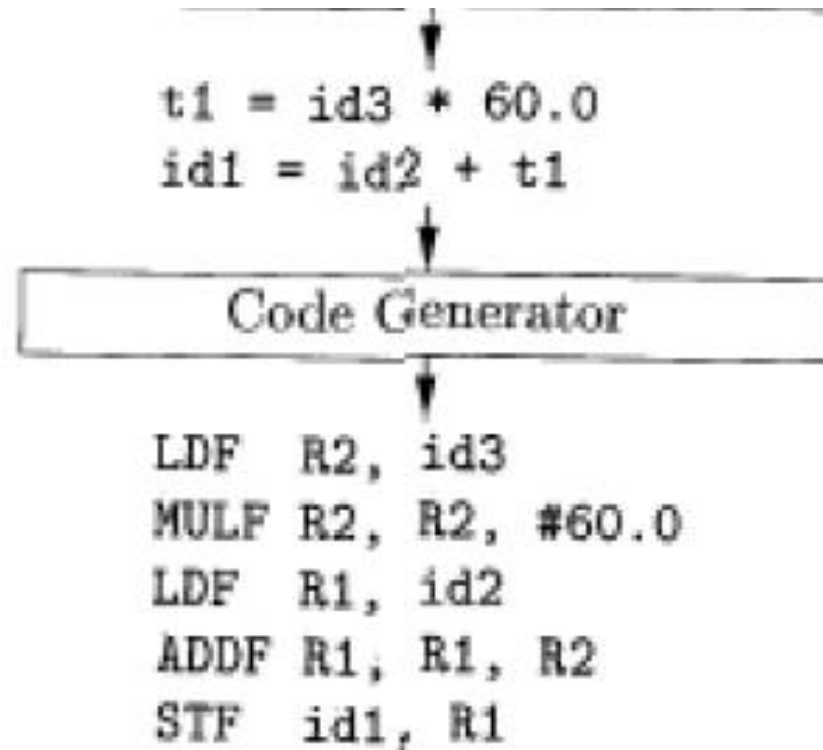 t1 = id3 * 60.0
id1 = id2 + t1
Code Generator
LDF R2, id3
MULF R2, R2, #60.0
LDF R1, id2
ADDF R1, R1, R2
STF id1, R1